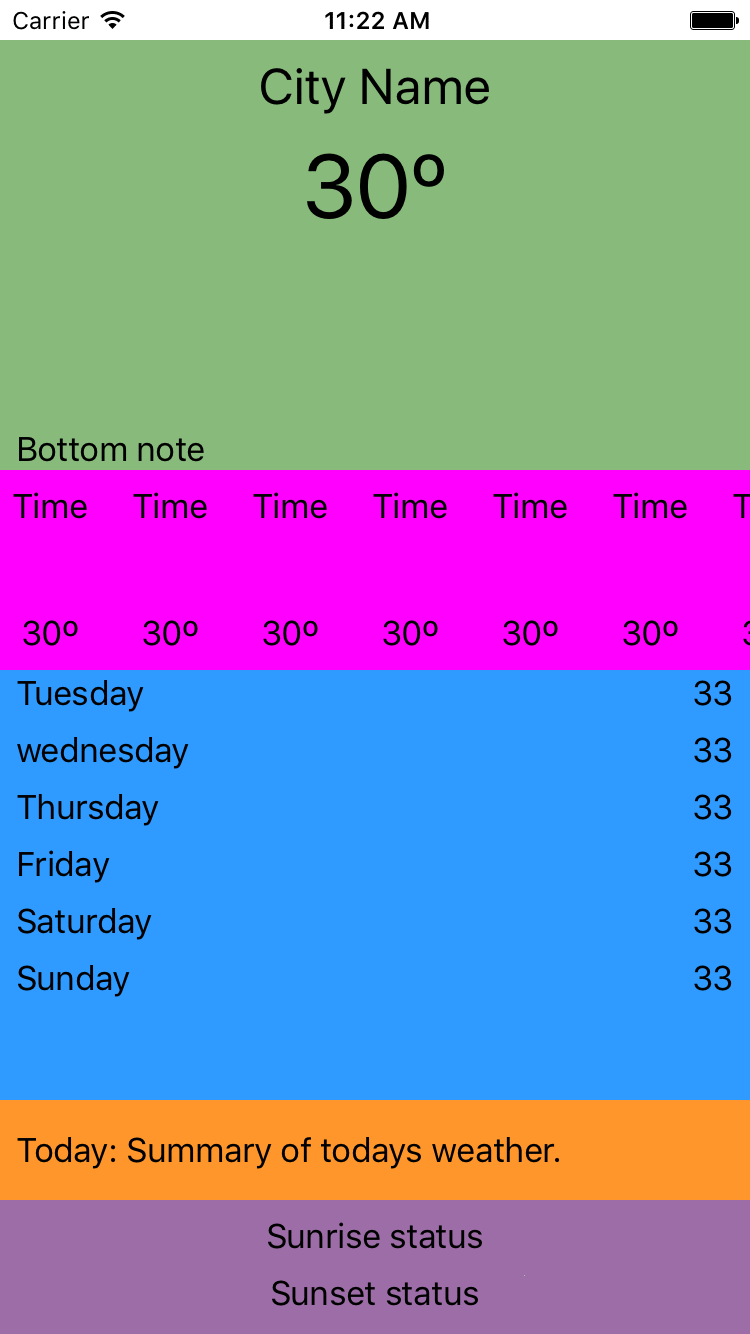 Carrier 11:22 AM
City Name
30º
Bottom note
Time Time Time Time Time Time T
30º 30º 30º 30º 30º 30º
Tuesday 33
wednesday 33
Thursday 33
Friday 33
Saturday 33
Sunday 33
Today: Summary of todays weather.
Sunrise status
Sunset status